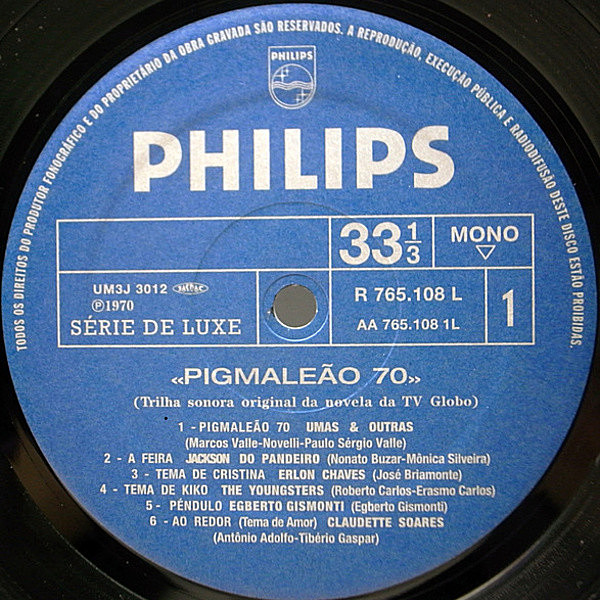 TODOS OS DIREITOS DO PRODUTOR FONOGRÁFICO E DO PROPRIETÁRIO DA OBRA GRAVADA SÃO RESERVADOS. A REPRODUÇÃO, EXECUÇÃO PÚBLICA E RADIODIFUSÃO DESTE DISCO ESTÃO PROIBIDAS.
PHILIPS
PHILIPS
33 1/3
MONO
UM3J 3012
Ⓟ1970
SÉRIE DE LUXE
R 765.108 L
AA 765.108 1L
1
«PIGMALEÃO 70»
(Trilha sonora original da novela da TV Globo)
1 - PIGMALEÃO 70 UMAS & OUTRAS
(Marcos Valle-Novelli-Paulo Sérgio Valle)
2 - A FEIRA JACKSON DO PANDEIRO (Nonato Buzar-Mônica Silveira)
3 - TEMA DE CRISTINA ERLON CHAVES (José Briamonte)
4 - TEMA DE KIKO THE YOUNGSTERS (Roberto Carlos-Erasmo Carlos)
5 - PÉNDULO EGBERTO GISMONTI (Egberto Gismonti)
6 - AO REDOR (Tema de Amor) CLAUDETTE SOARES
(Antônio Adolfo-Tibério Gaspar)